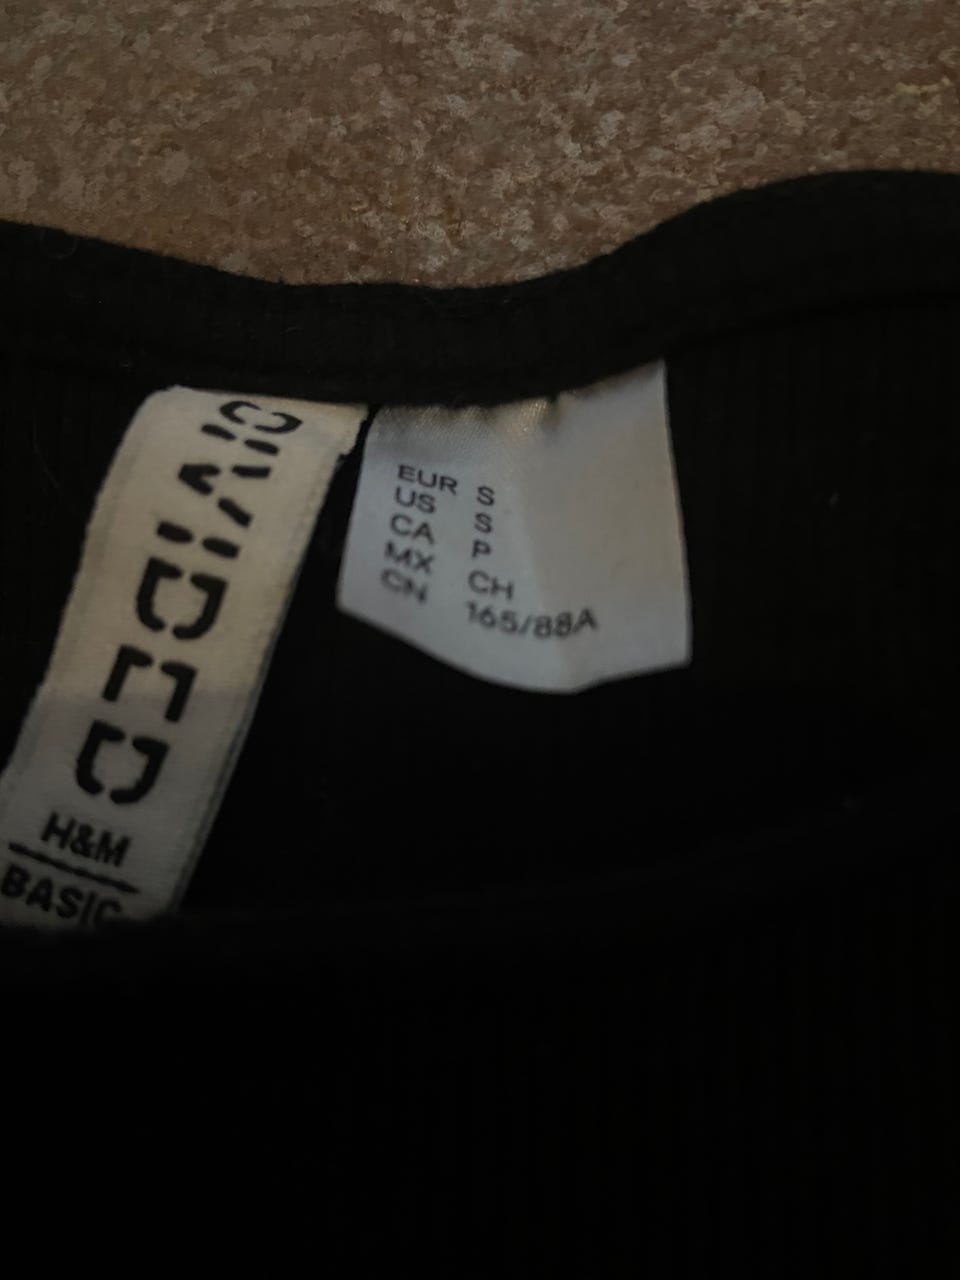 DIVIDED
H&M
BASIC
EUR S
US S
CA P
MX CH
CN 165/88A